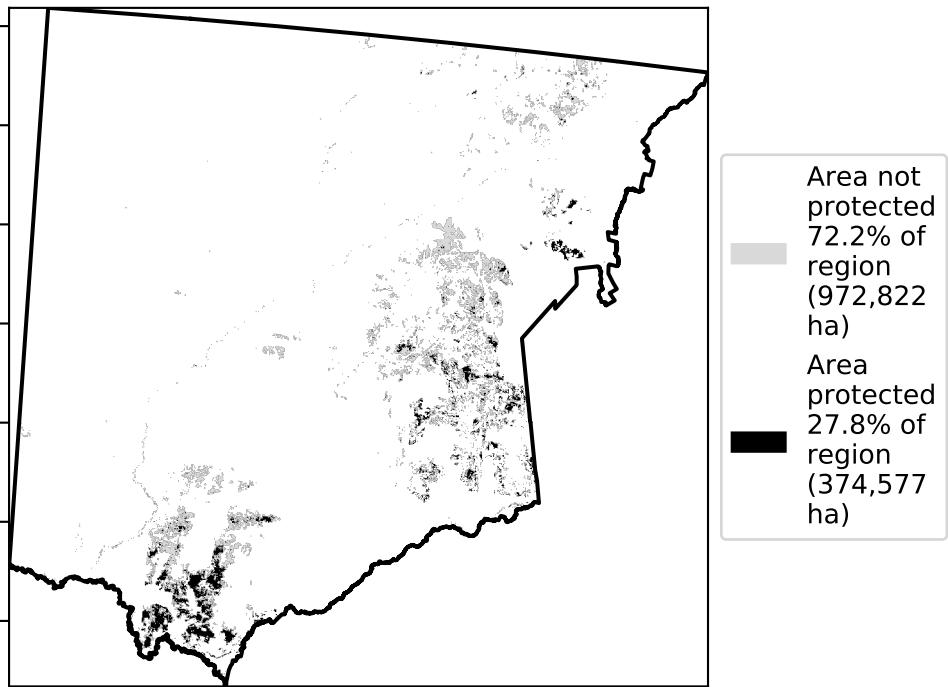 Area not
protected
72.2% of
region
(972,822
ha)
Area
protected
27.8% of
region
(374,577
ha)